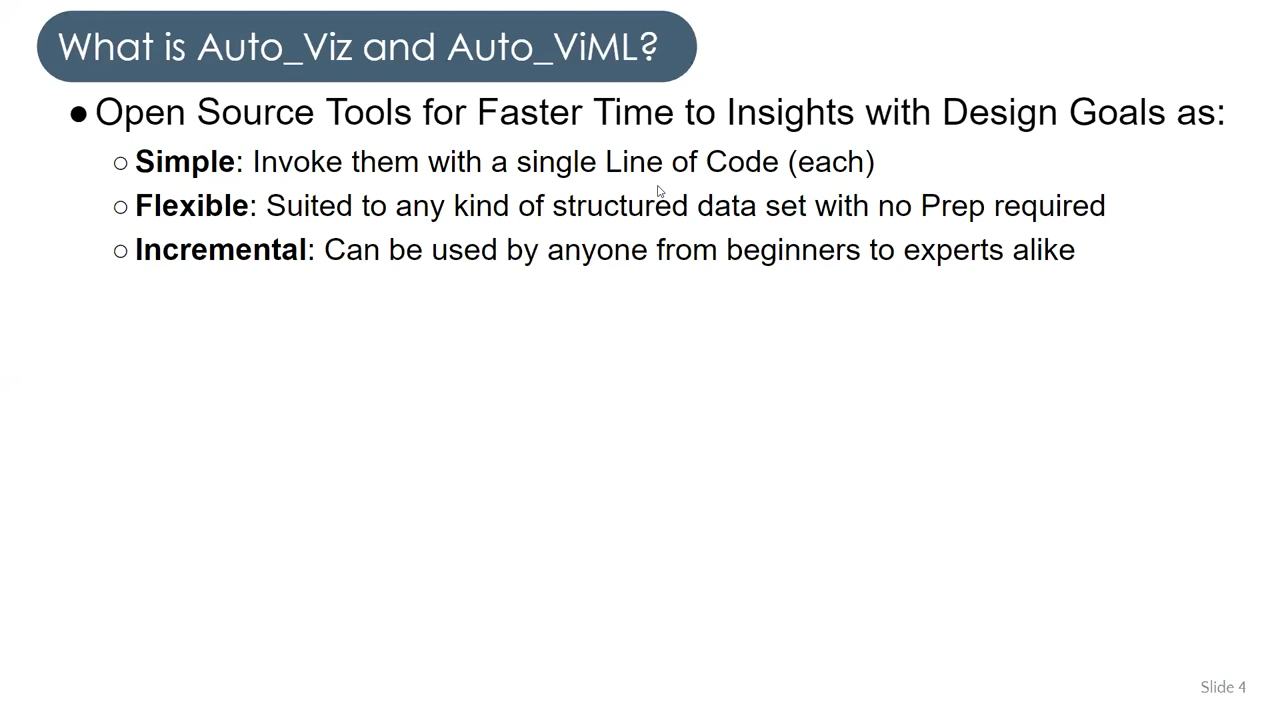 What is Auto_Viz and Auto_ViML?
● Open Source Tools for Faster Time to Insights with Design Goals as:
○ Simple: Invoke them with a single Line of Code (each)
○ Flexible: Suited to any kind of structured data set with no Prep required
○ Incremental: Can be used by anyone from beginners to experts alike
Slide 4